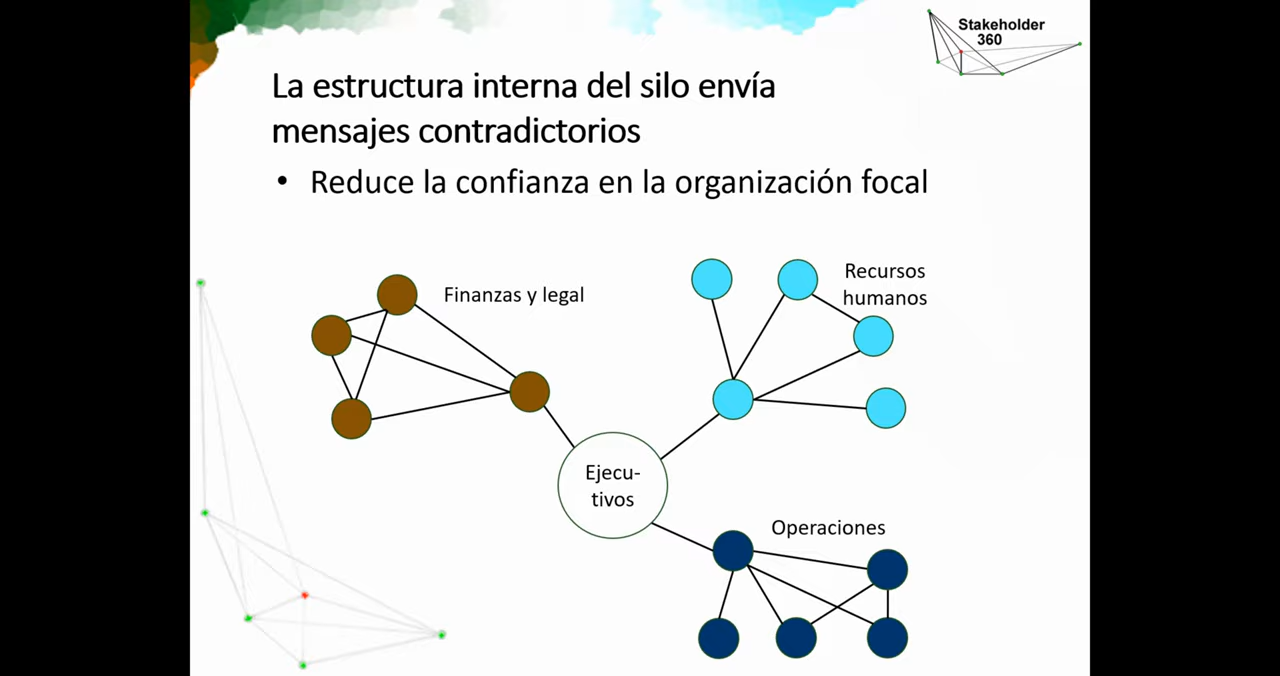 Stakeholder
360
La estructura interna del silo envía
mensajes contradictorios
• Reduce la confianza en la organización focal
Finanzas y legal
Recursos
humanos
Ejecu-
tivos
Operaciones